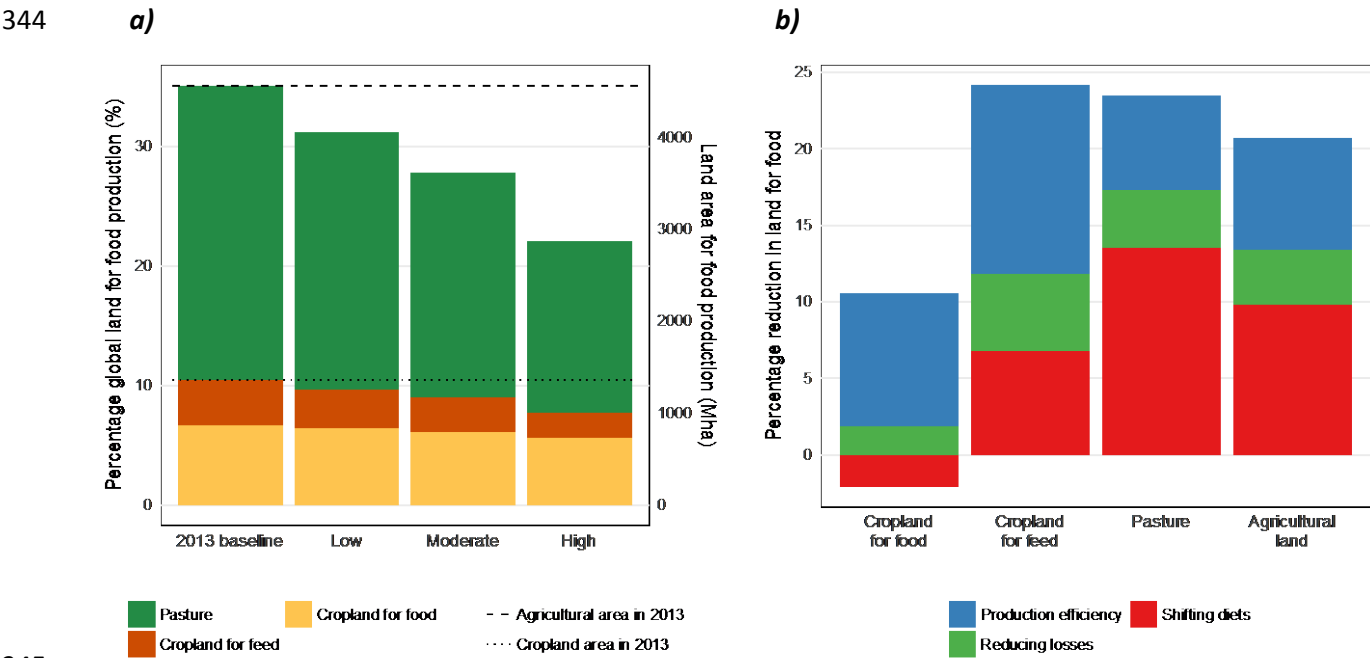 344
a)
b)
Percentage global land for food production (%)
30
20
10
0
4000
3000
2000
1000
0
Land area for food production (Mha)
2013 baseline Low Moderate High
Pasture Cropland for food Agricultural area in 2013
Cropland for feed Cropland area in 2013
Percentage reduction in land for food
25
20
15
10
5
0
Cropland for food
Cropland for feed
Pasture
Agricultural land
Production efficiency Shifting diets
Reducing losses